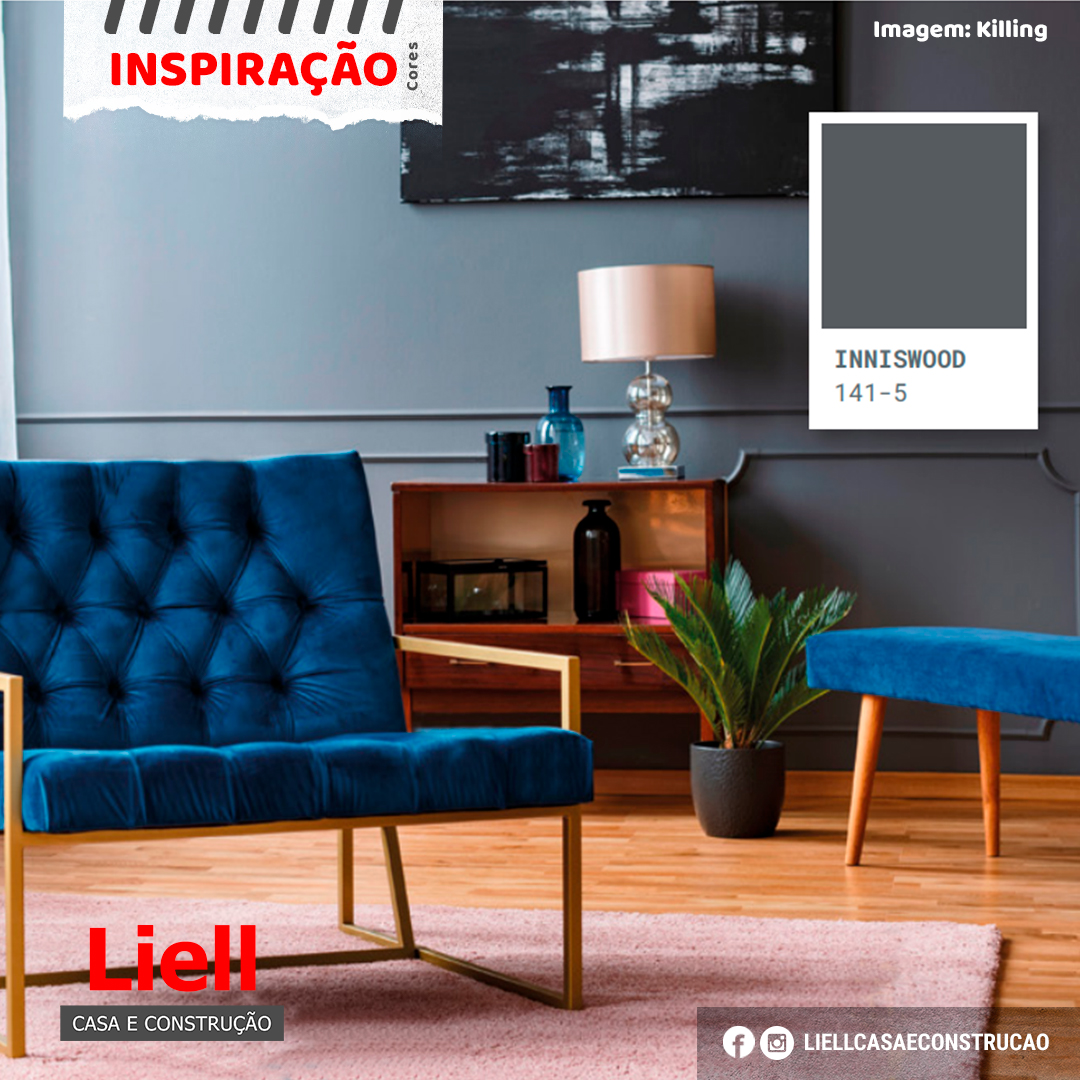 INSPIRAÇÃO
cores
Imagem: Killing
INNISWOOD
141-5
Liell
CASA E CONSTRUÇÃO
LIELLCASAECONSTRUCAO